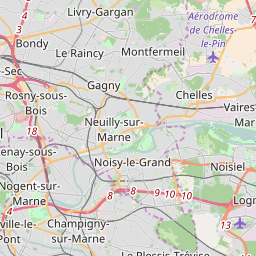 Livry-Gargan
Aérodrome
de Chelles-
le-Pin
Bondy
Le Raincy
Montfermeil
-Sec
Gagny
Rosny-sous-
Bois
Chelles
Vaires-
Mar
18
Neuilly-sur-
Marne
l
enay-sous-
Bois
Noisy-le-Grand
Noisiel
Nogent-sur-
Marne
8
8
9-10
10
Logn
ville-le-
Pont
Champigny-
sur-Marne
13
Le Plessis-Trévise